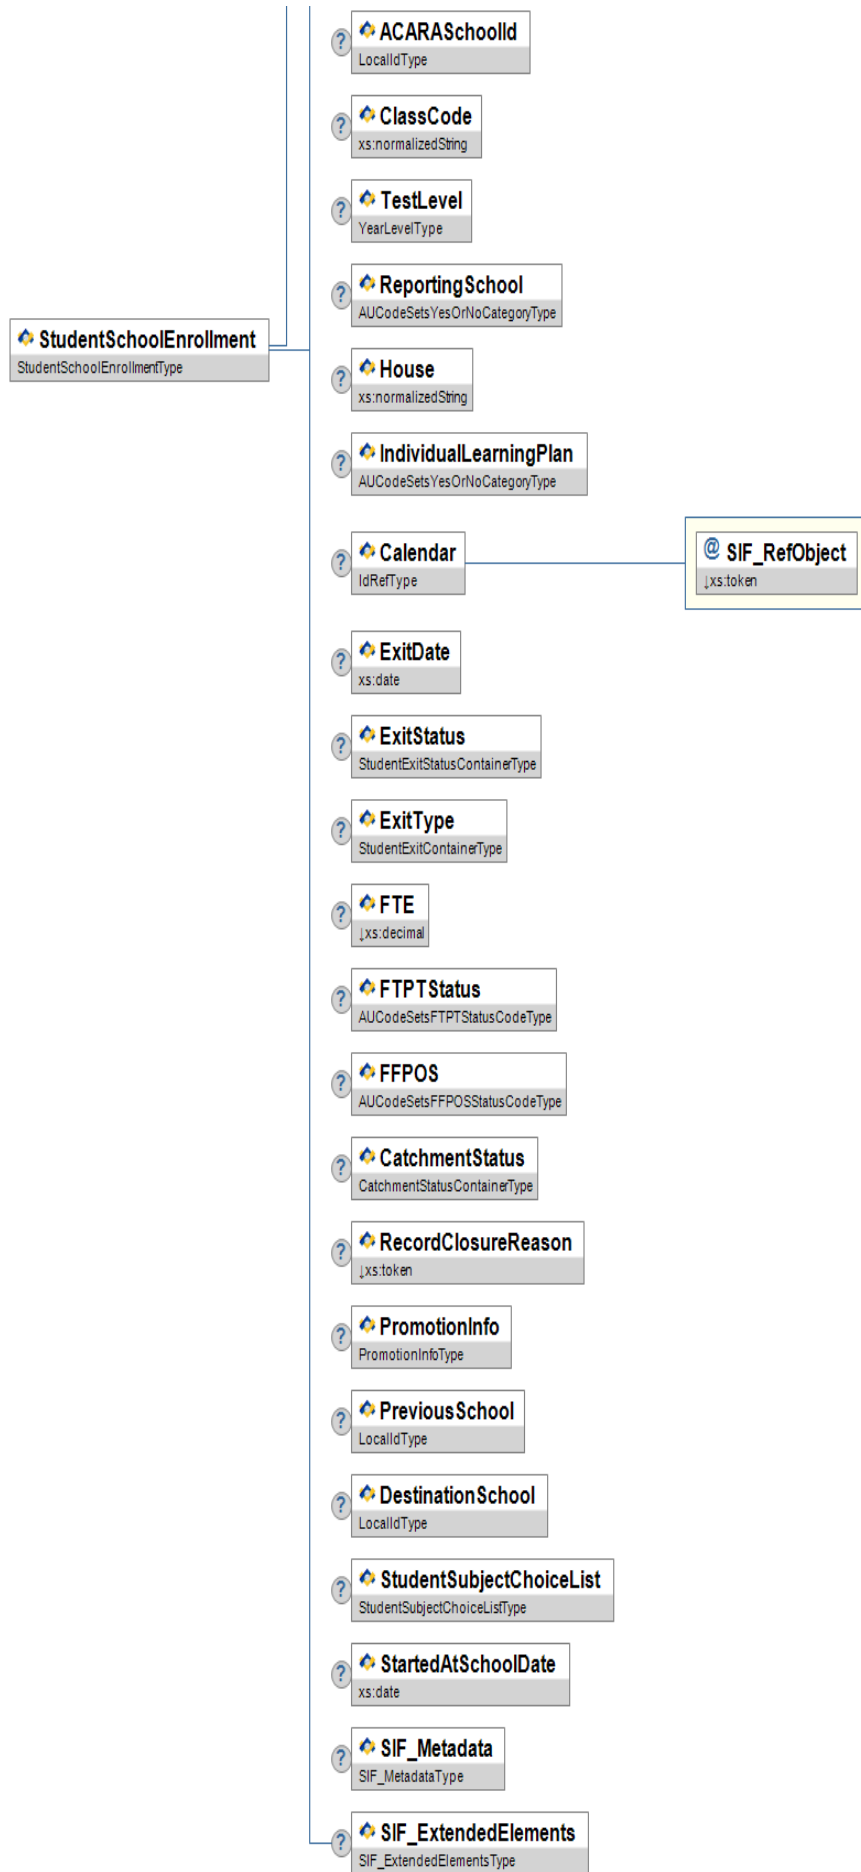 ?
ACARASchoolId
LocalIdType
?
ClassCode
xs:normalizedString
?
TestLevel
YearLevelType
?
ReportingSchool
AUCodeSetsYesOrNoCategoryType
StudentSchoolEnrollment
StudentSchoolEnrollmentType
?
House
xs:normalizedString
?
IndividualLearningPlan
AUCodeSetsYesOrNoCategoryType
?
Calendar
IdRefType
@ SIF_RefObject
↓xs:token
?
ExitDate
xs:date
?
ExitStatus
StudentExitStatusContainerType
?
ExitType
StudentExitContainerType
?
FTE
↓xs:decimal
?
FTPTStatus
AUCodeSetsFTPTStatusCodeType
?
FFPOS
AUCodeSetsFFPOSStatusCodeType
?
CatchmentStatus
CatchmentStatusContainerType
?
RecordClosureReason
↓xs:token
?
PromotionInfo
PromotionInfoType
?
PreviousSchool
LocalIdType
?
DestinationSchool
LocalIdType
?
StudentSubjectChoiceList
StudentSubjectChoiceListType
?
StartedAtSchoolDate
xs:date
?
SIF_Metadata
SIF_MetadataType
?
SIF_ExtendedElements
SIF_ExtendedElementsType